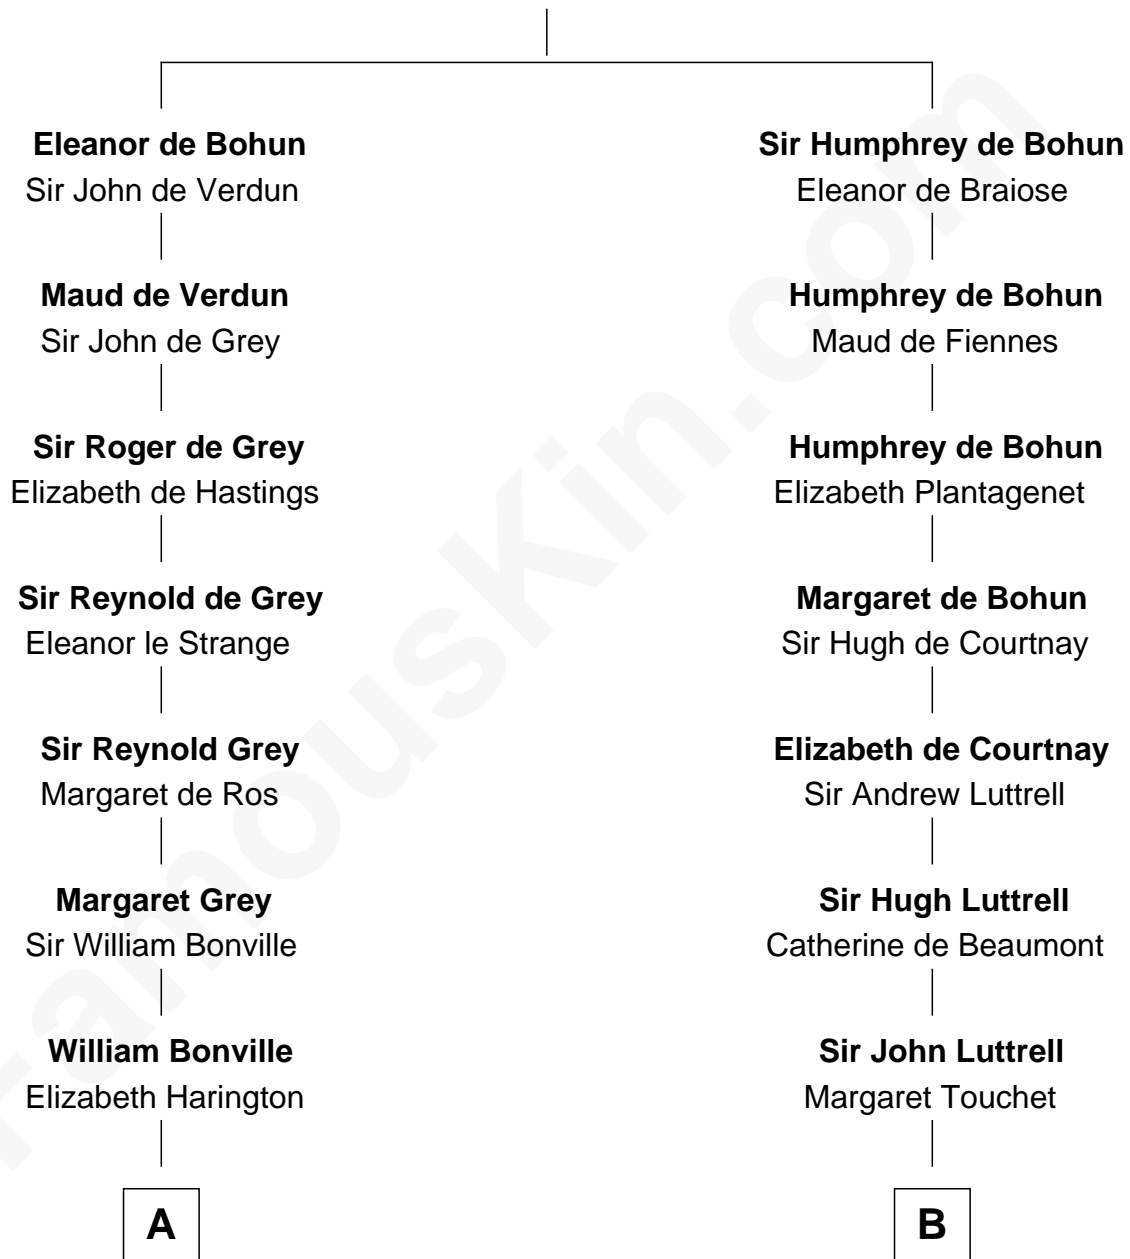 Eleanor de Bohun
Sir John de Verdun
Maud de Verdun
Sir John de Grey
Sir Roger de Grey
Elizabeth de Hastings
Sir Reynold de Grey
Eleanor le Strange
Sir Reynold Grey
Margaret de Ros
Margaret Grey
Sir William Bonville
William Bonville
Elizabeth Harington
A
Sir Humphrey de Bohun
Eleanor de Braiose
Humphrey de Bohun
Maud de Fiennes
Humphrey de Bohun
Elizabeth Plantagenet
Margaret de Bohun
Sir Hugh de Courtnay
Elizabeth de Courtnay
Sir Andrew Luttrell
Sir Hugh Luttrell
Catherine de Beaumont
Sir John Luttrell
Margaret Touchet
B
FamousKin.com